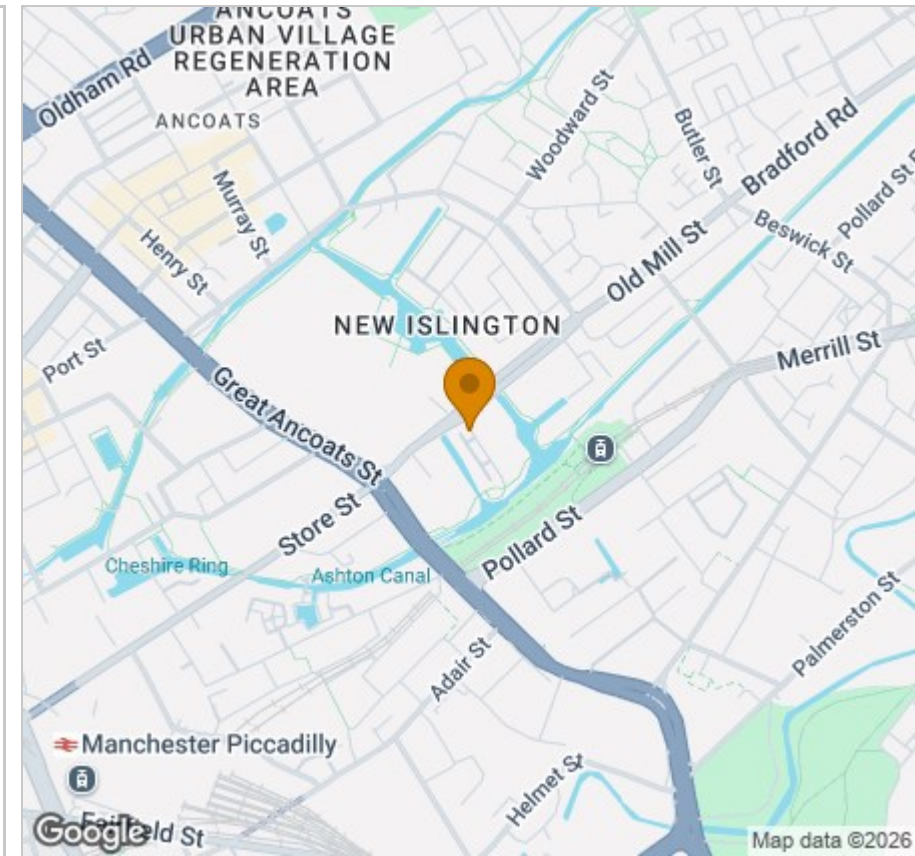 ANCOATS
URBAN VILLAGE
REGENERATION
AREA
Oldham Rd
ANCOATS
Woodward St
Butler St
Bradford Rd
Pollard St
Murray St
Henry St
Beswick St
Old Mill St
NEW ISLINGTON
Port St
Merrill St
Great Ancoats St
Store St
Pollard St
Cheshire Ring
Ashton Canal
Palmerston St
Adair St
Manchester Piccadilly
Helmet St
Fairfield St
Google
Map data ©2026